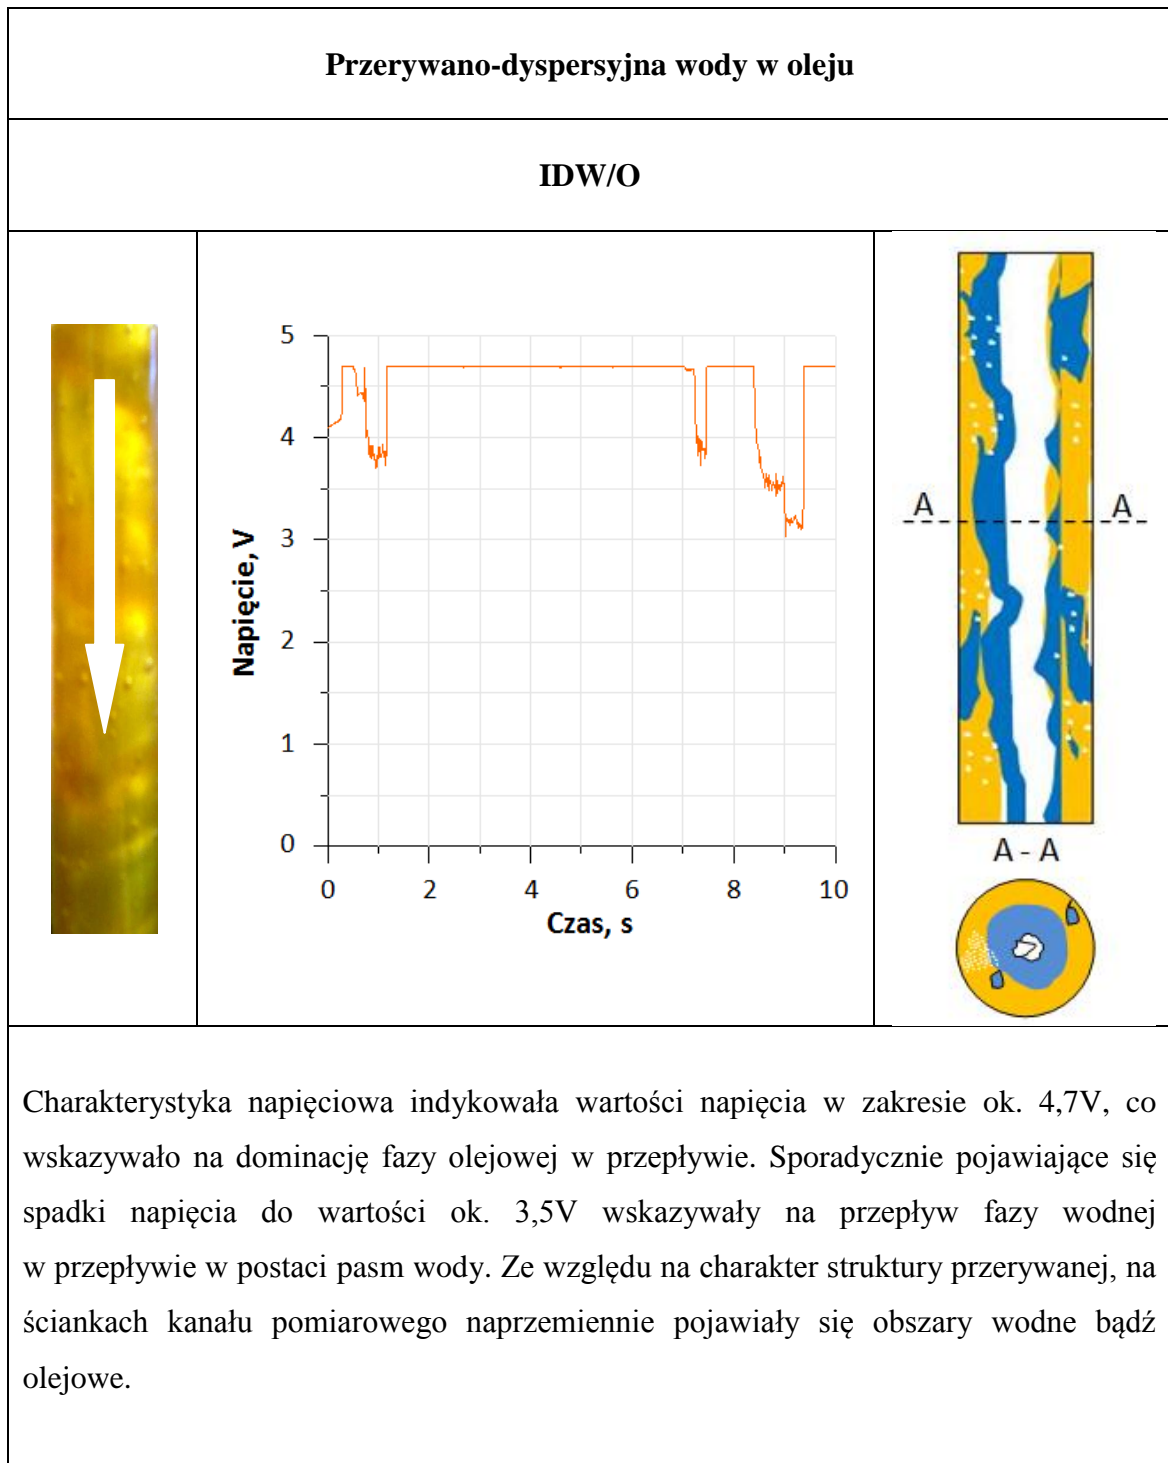 Przerywano-dyspersyjna wody w oleju
IDW/O
5
4
3
2
1
0
Napięcie, V
0 2 4 6 8 10
Czas, s
A A
A - A
Charakterystyka napięciowa indykowała wartości napięcia w zakresie ok. 4,7V, co
wskazywało na dominację fazy olejowej w przepływie. Sporadycznie pojawiające się
spadki napięcia do wartości ok. 3,5V wskazywały na przepływ fazy wodnej
w przepływie w postaci pasm wody. Ze względu na charakter struktury przerywanej, na
ściankach kanału pomiarowego naprzemiennie pojawiały się obszary wodne bądź
olejowe.